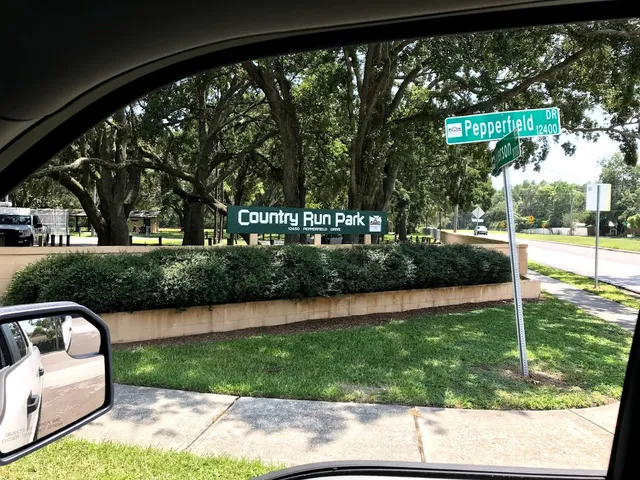 Pepperfield DR
12400
Country Run Park
12450 PEPPERFIELD DRIVE